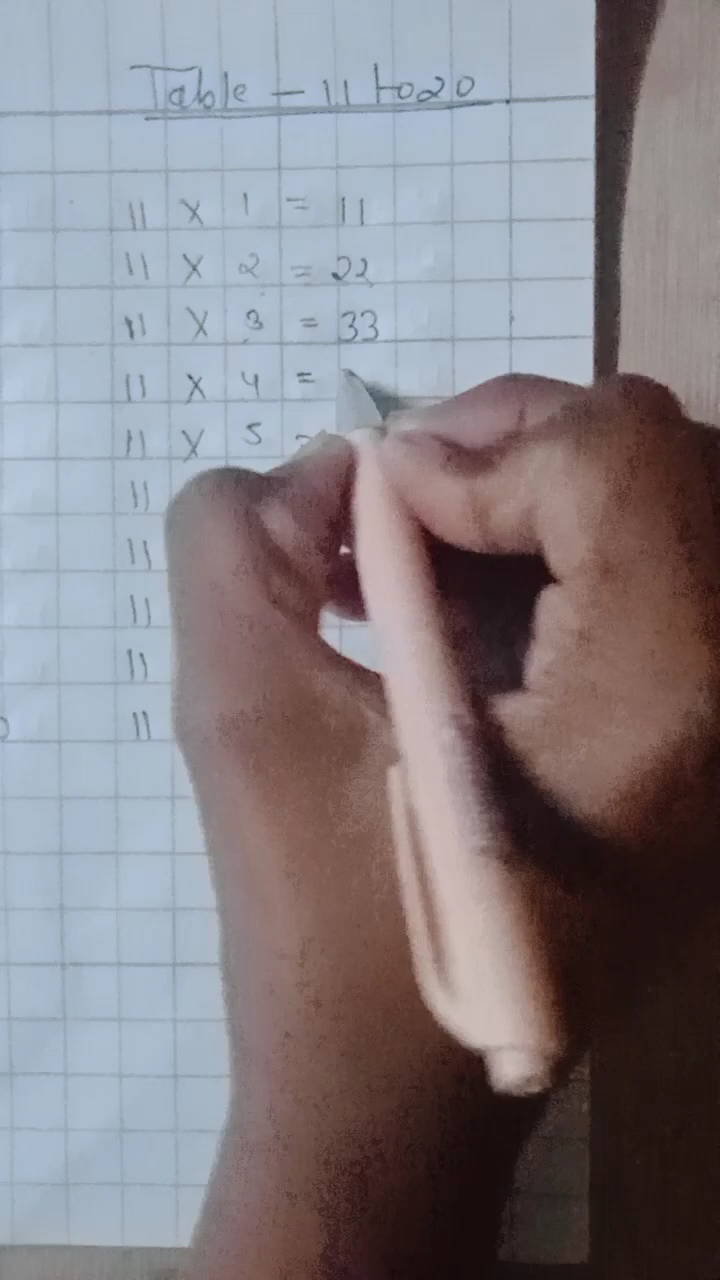 Table - 11 to 20
11 X 1 = 11
11 X 2 = 22
11 X 3 = 33
11 X 4 =
11 X 5
11
11
11
11
11